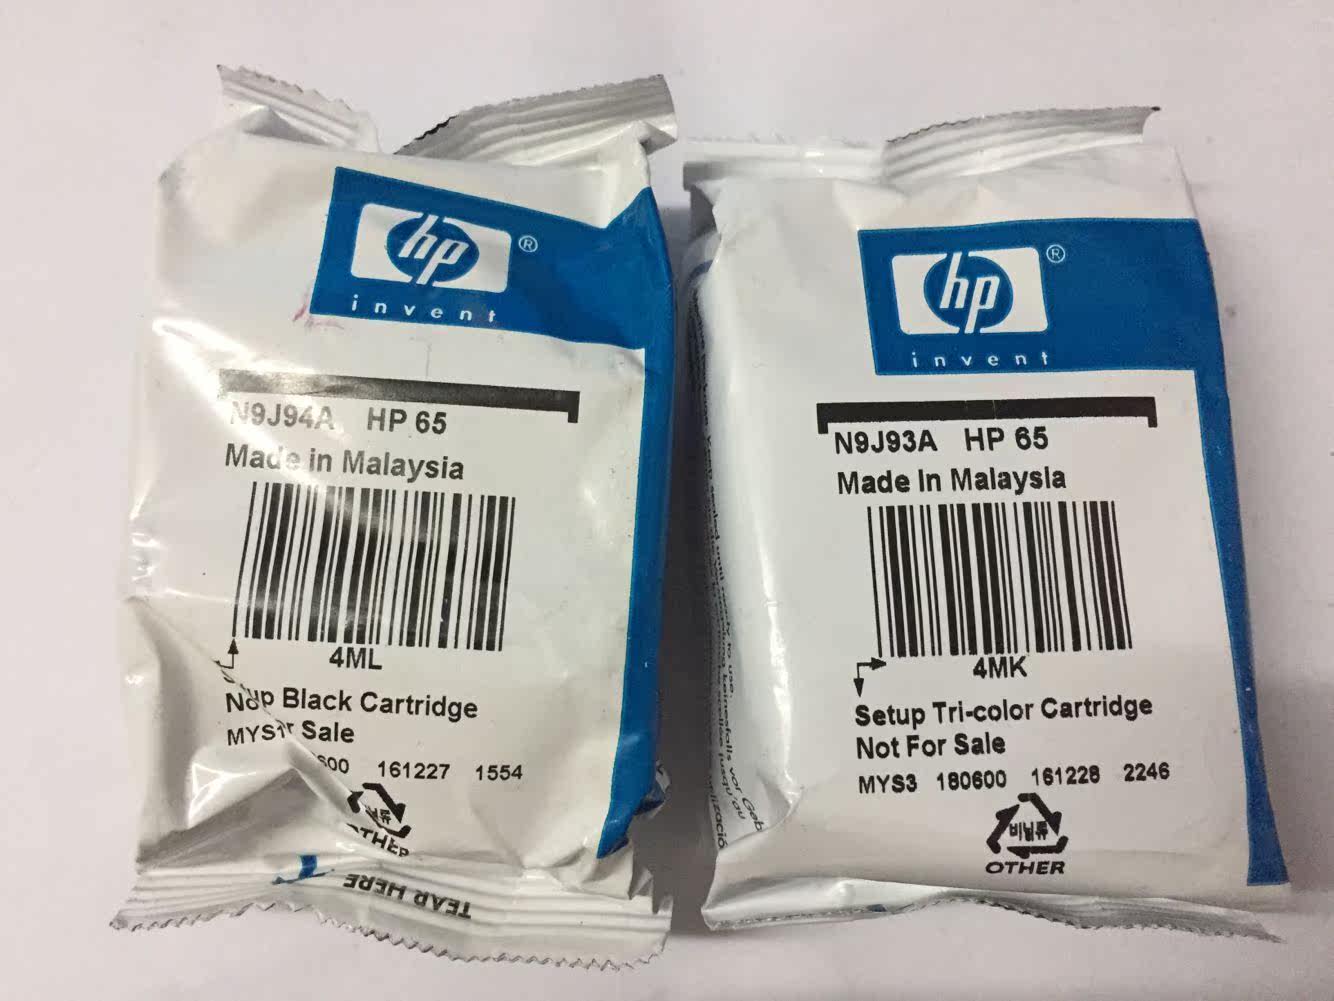 hp ®
invent
N9J94A HP 65
Made in Malaysia
4ML
Black Cartridge
Sale
161227 1554
OTHER
TEAR HERE
hp ®
invent
N9J93A HP 65
Made In Malaysia
4MK
Setup Tri-color Cartridge
Not For Sale
MYS3 180600 161228 2246
비닐류
OTHER